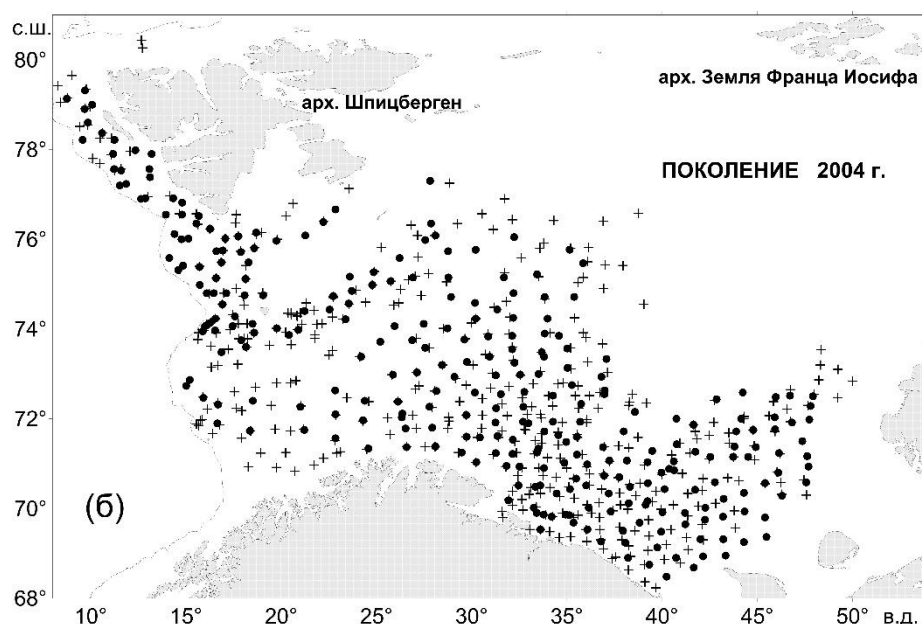 с.ш.
80°
арх. Земля Франца Иосифа
арх. Шпицберген
78°
ПОКОЛЕНИЕ 2004 г.
76°
74°
72°
70°
(б)
68°
10° 15° 20° 25° 30° 35° 40° 45° 50° в.д.